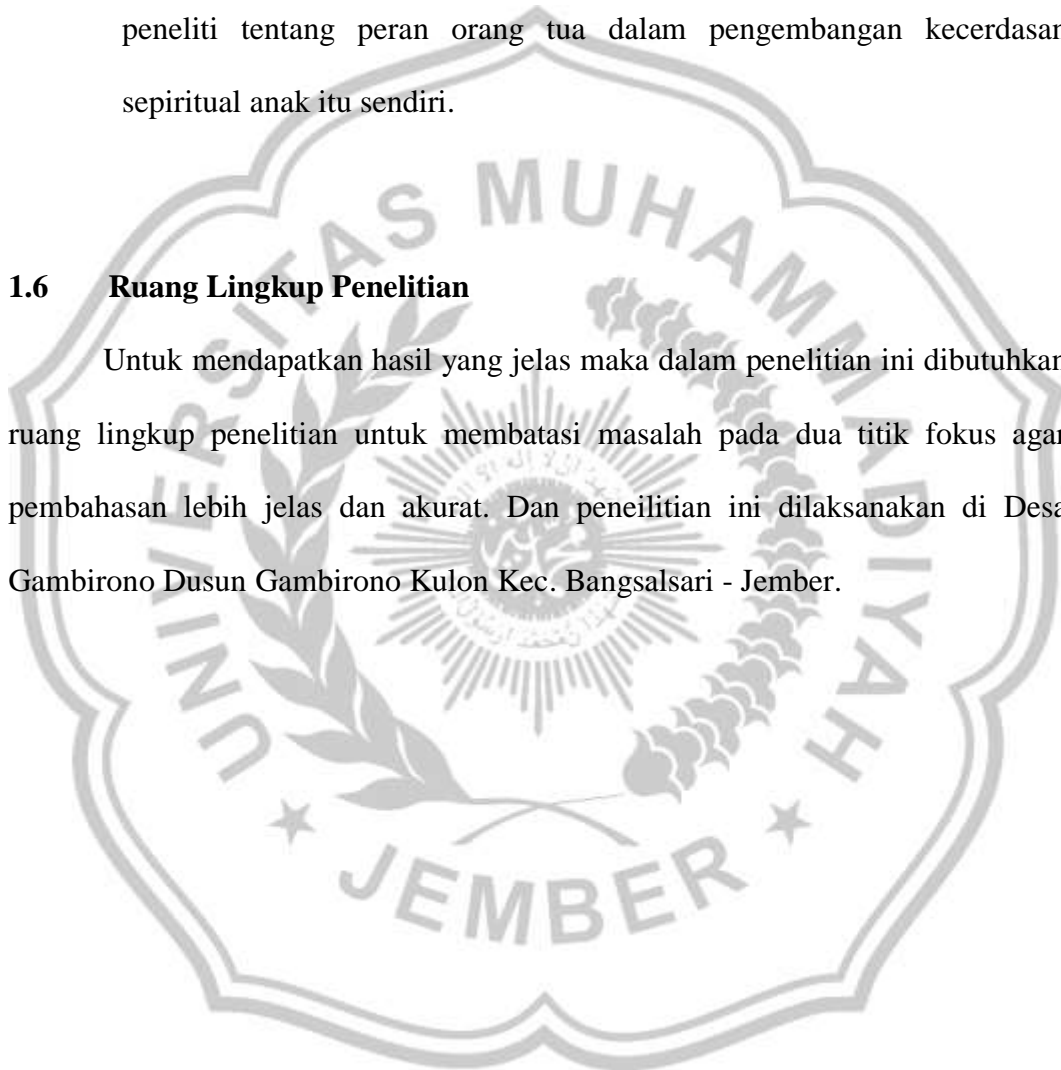 peneliti tentang peran orang tua dalam pengembangan kecerdasan
sepiritual anak itu sendiri.
1.6 Ruang Lingkup Penelitian
Untuk mendapatkan hasil yang jelas maka dalam penelitian ini dibutuhkan
ruang lingkup penelitian untuk membatasi masalah pada dua titik fokus agar
pembahasan lebih jelas dan akurat. Dan peneilitian ini dilaksanakan di Desa
Gambirono Dusun Gambirono Kulon Kec. Bangsalsari - Jember.
UNIVERSITAS MUHAMMADIYAH
JEMBER